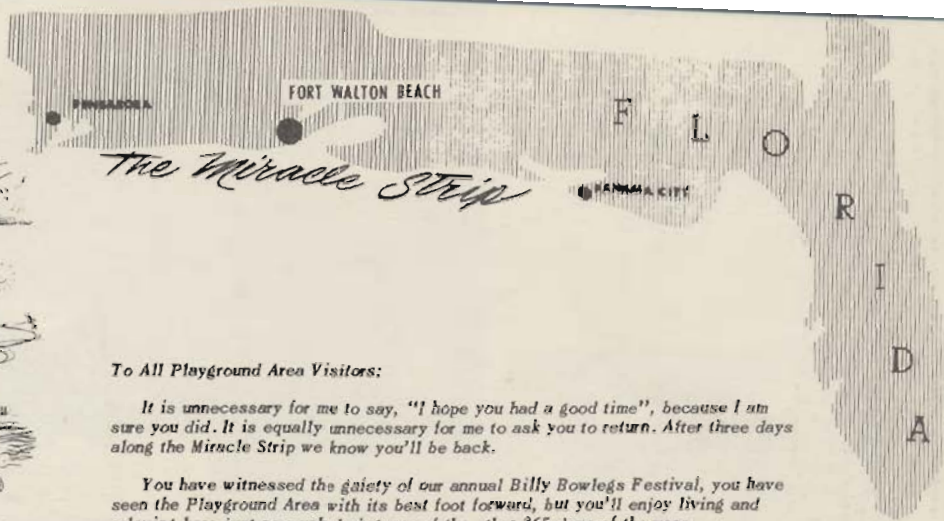 FORT WALTON BEACH
PENSACOLA
FLORIDA
The Miracle Strip
PANAMA CITY
To All Playground Area Visitors:
It is unnecessary for me to say, "I hope you had a good time", because I am
sure you did. It is equally unnecessary for me to ask you to return. After three days
along the Miracle Strip we know you'll be back.
You have witnessed the gaiety of our annual Billy Bowlegs Festival, you have
seen the Playground Area with its best foot forward, but you'll enjoy living and